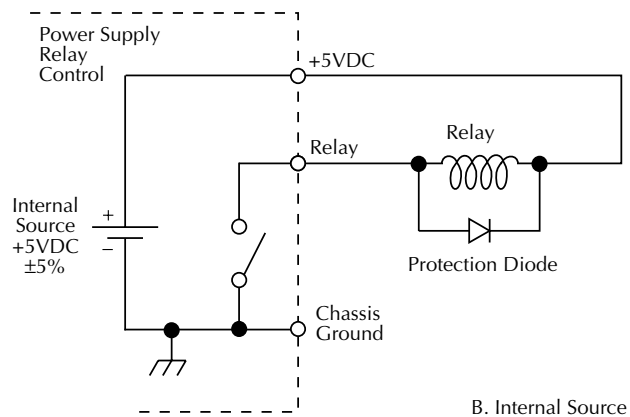 Power Supply
Relay
Control
+5VDC
Relay
Relay
Internal
Source
+5VDC
±5%
+
–
Protection Diode
Chassis
Ground
B. Internal Source